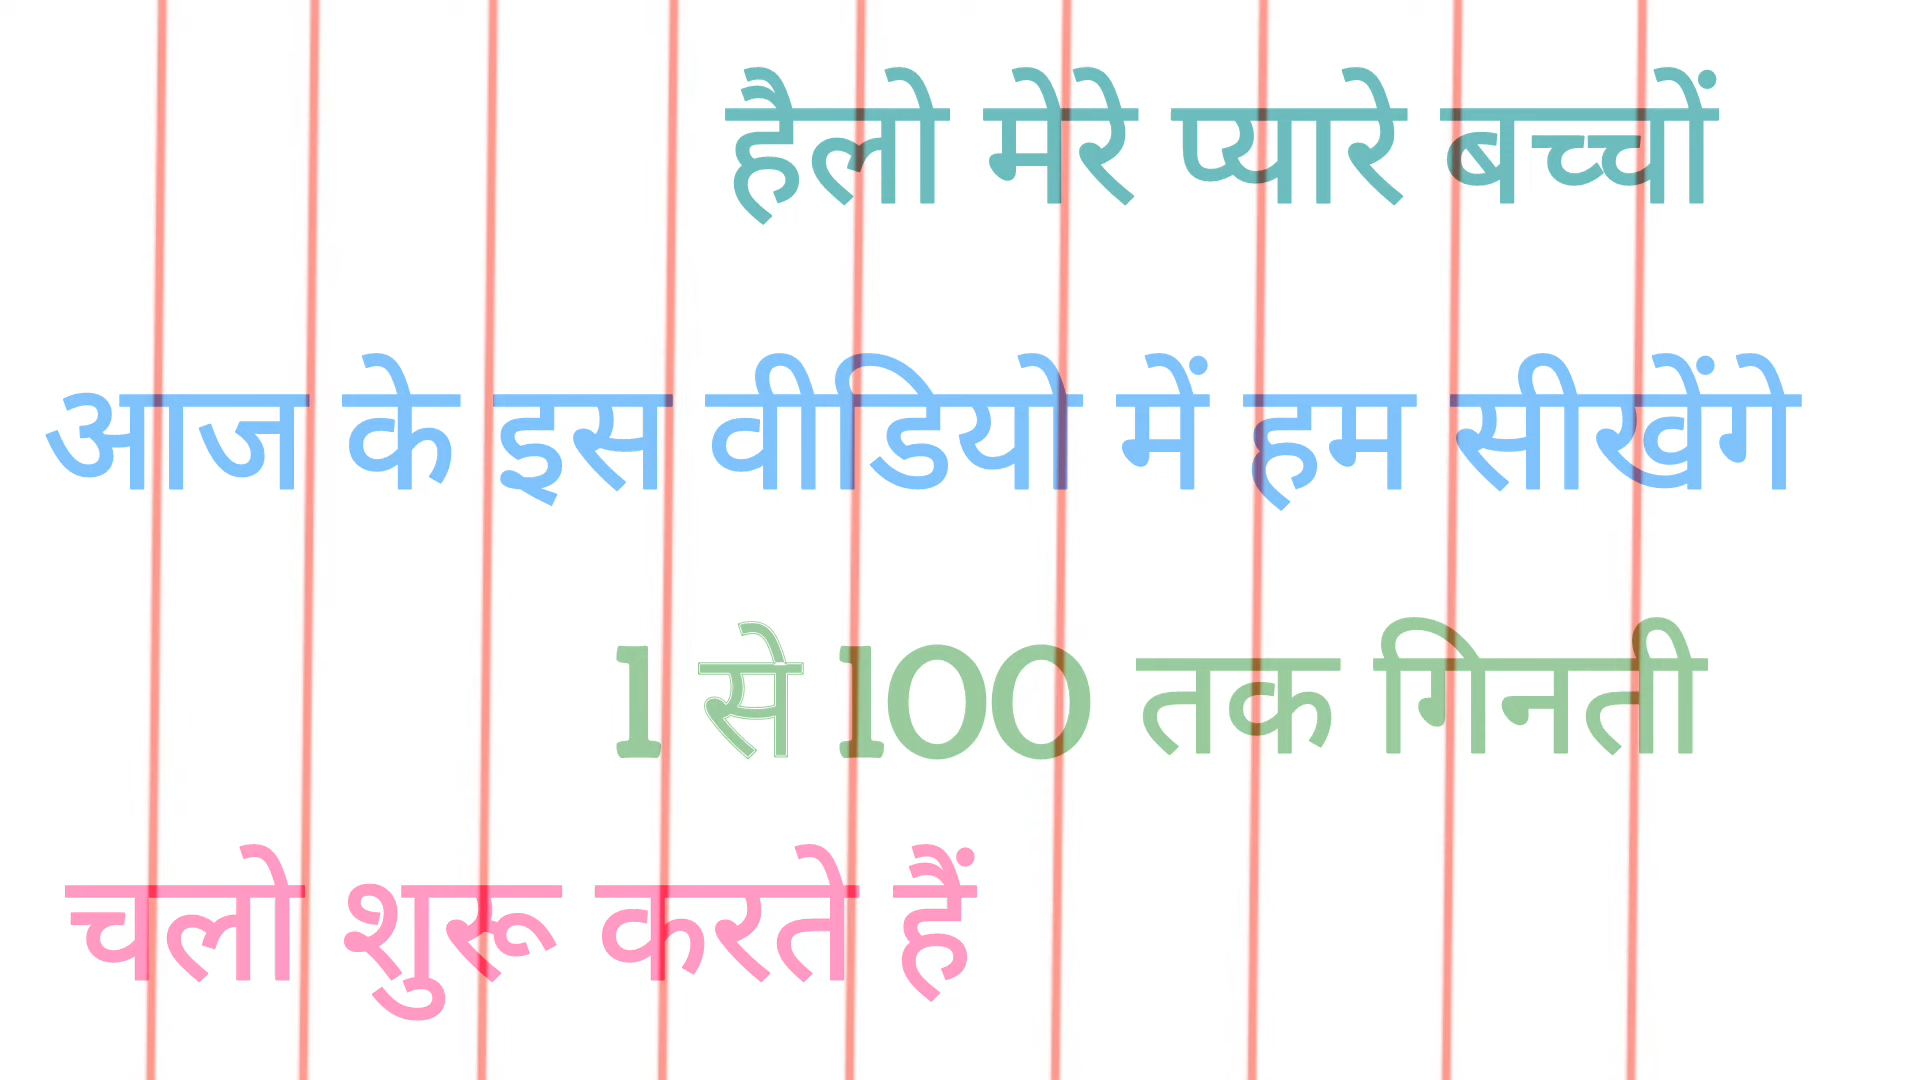 हैलो मेरे प्यारे बच्चों
आज के इस वीडियो में हम सीखेंगे
1 से 100 तक गिनती
चलो शुरू करते हैं